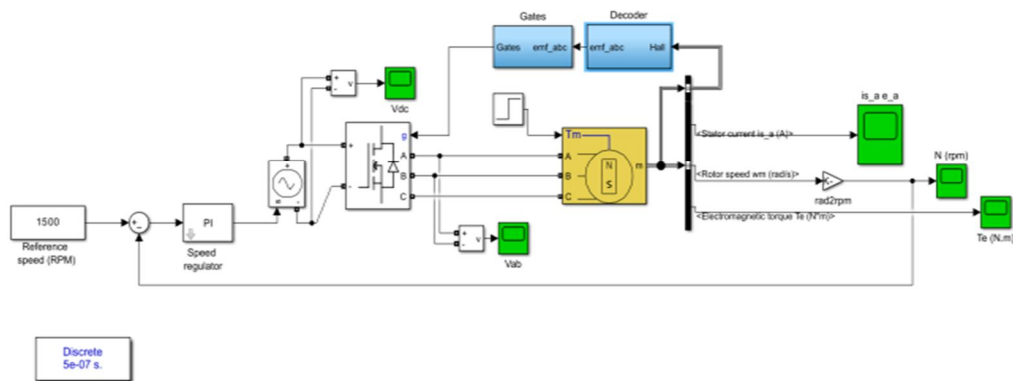 Gates
Decoder
Gates emf_abc
emf_abc Hall
+
-
v
Vdc
is_a e_a
<Stator current is_a (A)>
g
A
B
C
+
-
Tm
A
B
C
N
S
m
N (rpm)
<Rotor speed wm (rad/s)>
K-
rad2rpm
<Electromagnetic torque Te (N*m)>
Te (N.m)
1500
Reference
speed (RPM)
PI
Speed
regulator
+
-
v
Vab
Discrete
5e-07 s.